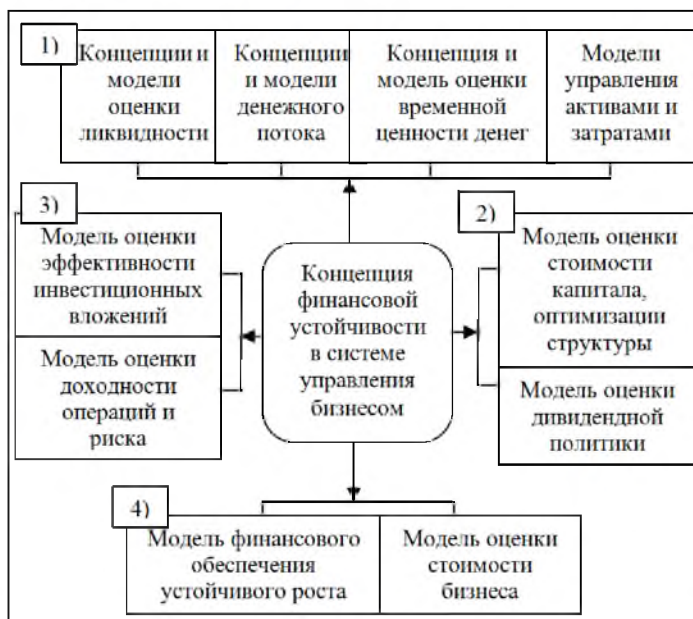 1)
Концепции и
модели
оценки
ликвидности
Концепции
и модели
денежного
потока
Концепция и
модель оценки
временной
ценности денег
Модели
управления
активами и
затратами
3)
Модель оценки
эффективности
инвестиционных
вложений
Модель оценки
доходности
операций и
риска
Концепция
финансовой
устойчивости
в системе
управления
бизнесом
2)
Модель оценки
стоимости
капитала,
оптимизации
структуры
Модель оценки
дивидендной
политики
4)
Модель финансового
обеспечения
устойчивого роста
Модель оценки
стоимости
бизнеса